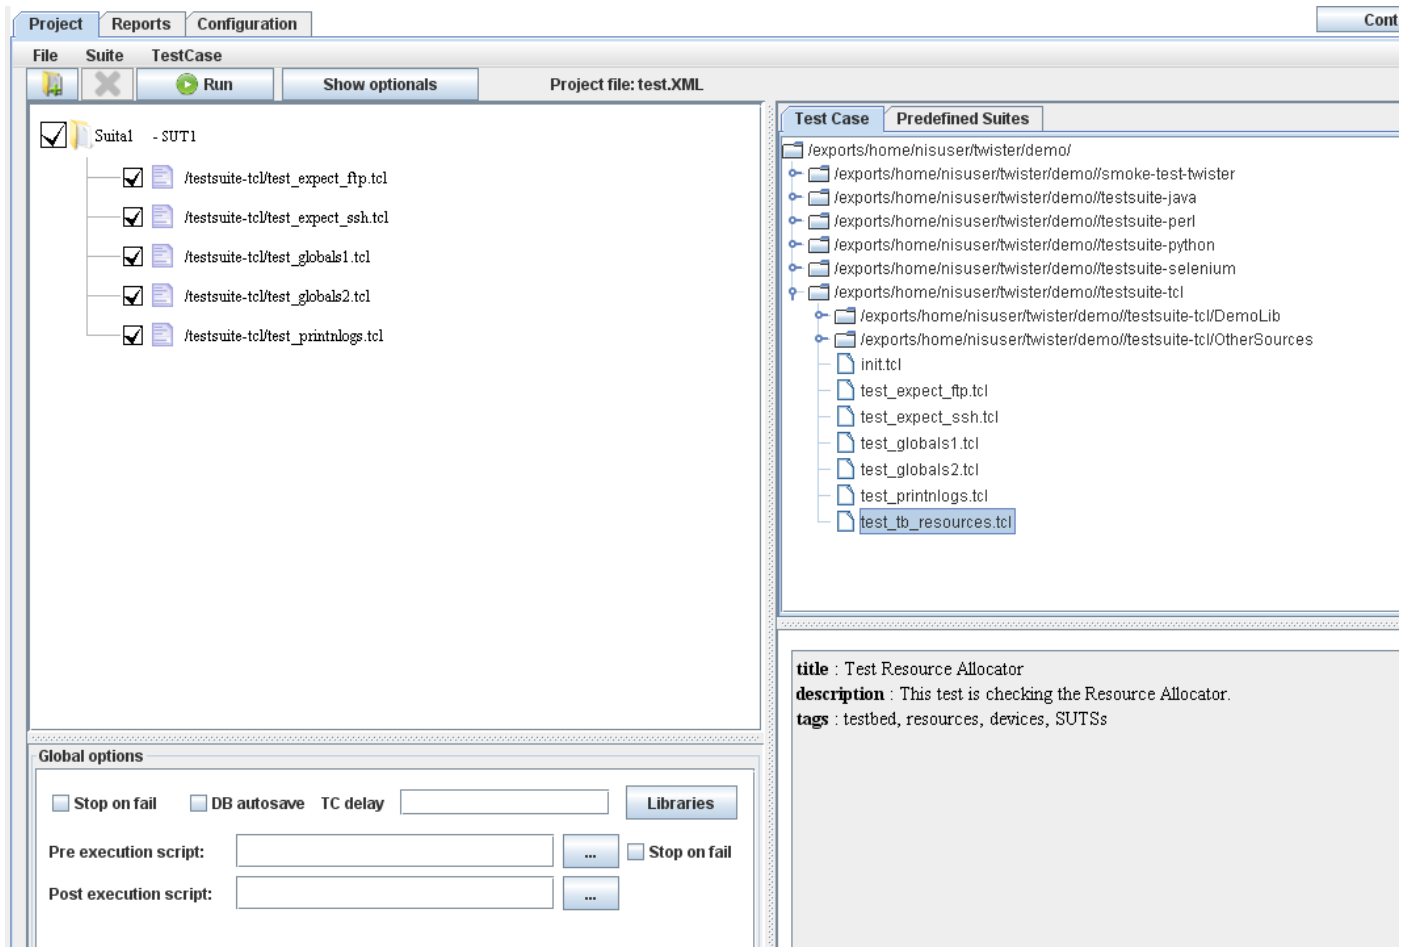 Project Reports Configuration
Cont
File Suite TestCase
Run Show optionals Project file: test.XML
Suita1 - SUT1
/testsuite-tcl/test_expect_ftp.tcl
/testsuite-tcl/test_expect_ssh.tcl
/testsuite-tcl/test_globals1.tcl
/testsuite-tcl/test_globals2.tcl
/testsuite-tcl/test_printnlogs.tcl
Test Case Predefined Suites
/exports/home/nisuser/twister/demo/
/exports/home/nisuser/twister/demo//smoke-test-twister
/exports/home/nisuser/twister/demo//testsuite-java
/exports/home/nisuser/twister/demo//testsuite-perl
/exports/home/nisuser/twister/demo//testsuite-python
/exports/home/nisuser/twister/demo//testsuite-selenium
/exports/home/nisuser/twister/demo//testsuite-tcl
/exports/home/nisuser/twister/demo//testsuite-tcl/DemoLib
/exports/home/nisuser/twister/demo//testsuite-tcl/OtherSources
init.tcl
test_expect_ftp.tcl
test_expect_ssh.tcl
test_globals1.tcl
test_globals2.tcl
test_printnlogs.tcl
test_tb_resources.tcl
title : Test Resource Allocator
description : This test is checking the Resource Allocator.
tags : testbed, resources, devices, SUTSs
Global options
Stop on fail DB autosave TC delay Libraries
Pre execution script: ... Stop on fail
Post execution script: ...